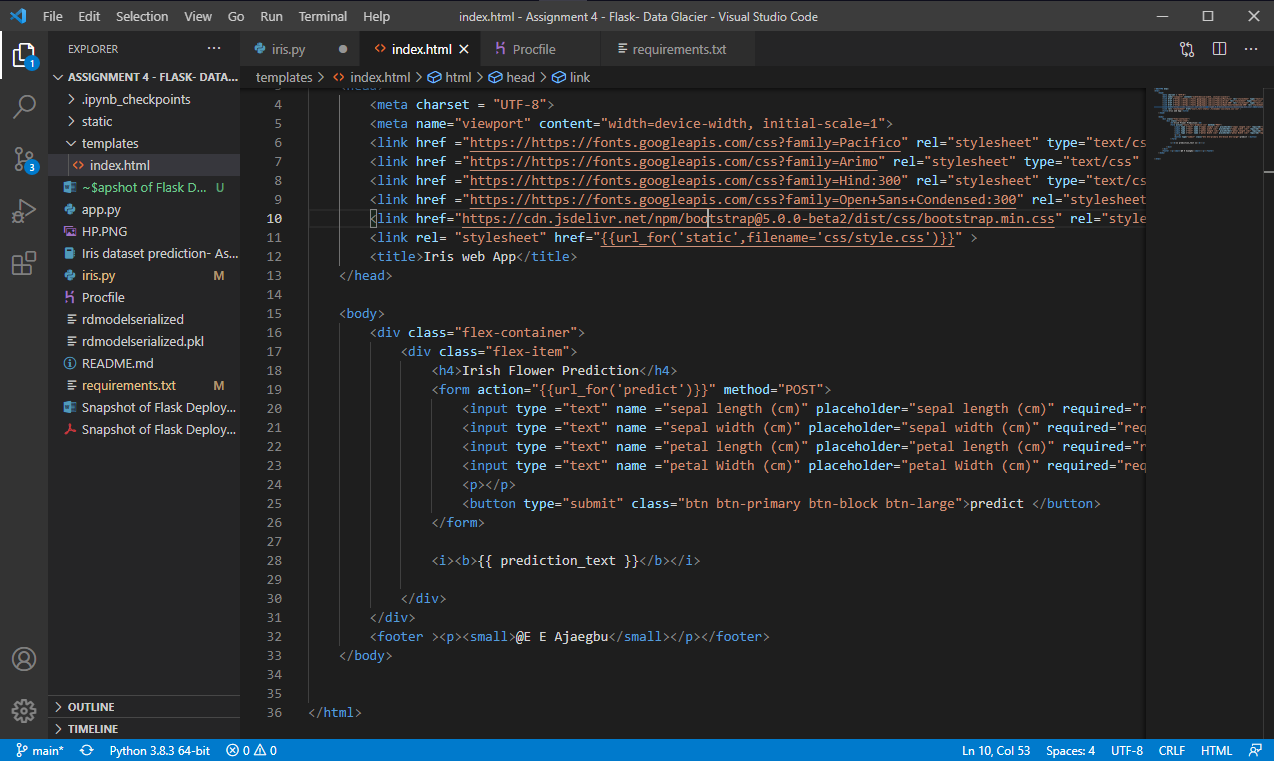 File Edit Selection View Go Run Terminal Help index.html - Assignment 4 - Flask- Data Glacier - Visual Studio Code
EXPLORER ... iris.py index.html Procfile requirements.txt
templates > index.html > html > head > link
ASSIGNMENT 4 - FLASK- DATA...
.ipynb_checkpoints
static
templates
index.html
~$apshot of Flask D... U
app.py
HP.PNG
Iris dataset prediction- As...
iris.py M
Procfile
rdmodelserialized
rdmodelserialized.pkl
README.md
requirements.txt M
Snapshot of Flask Deploy...
Snapshot of Flask Deploy...
OUTLINE
TIMELINE
1
3
4 <meta charset = "UTF-8">
5 <meta name="viewport" content="width=device-width, initial-scale=1">
6 <link href ="https://https://fonts.googleapis.com/css?family=Pacifico" rel="stylesheet" type="text/cs
7 <link href ="https://https://fonts.googleapis.com/css?family=Arimo" rel="stylesheet" type="text/css"
8 <link href ="https://https://fonts.googleapis.com/css?family=Hind:300" rel="stylesheet" type="text/cs
9 <link href ="https://https://fonts.googleapis.com/css?family=Open+Sans+Condensed:300" rel="stylesheet
10 <link href="https://cdn.jsdelivr.net/npm/bootstrap@5.0.0-beta2/dist/css/bootstrap.min.css" rel="style
11 <link rel= "stylesheet" href="{{url_for('static',filename='css/style.css')}}" >
12 <title>Iris web App</title>
13 </head>
14
15 <body>
16 <div class="flex-container">
17 <div class="flex-item">
18 <h4>Irish Flower Prediction</h4>
19 <form action="{{url_for('predict')}}" method="POST">
20 <input type ="text" name ="sepal length (cm)" placeholder="sepal length (cm)" required="r
21 <input type ="text" name ="sepal width (cm)" placeholder="sepal width (cm)" required="req
22 <input type ="text" name ="petal length (cm)" placeholder="petal length (cm)" required="r
23 <input type ="text" name ="petal Width (cm)" placeholder="petal Width (cm)" required="req
24 <p></p>
25 <button type="submit" class="btn btn-primary btn-block btn-large">predict </button>
26 </form>
27
28 <i><b>{{ prediction_text }}</b></i>
29
30 </div>
31 </div>
32 <footer ><p><small>@E E Ajaegbu</small></p></footer>
33 </body>
34
35
36 </html>
main* Python 3.8.3 64-bit 0 0 Ln 10, Col 53 Spaces: 4 UTF-8 CRLF HTML